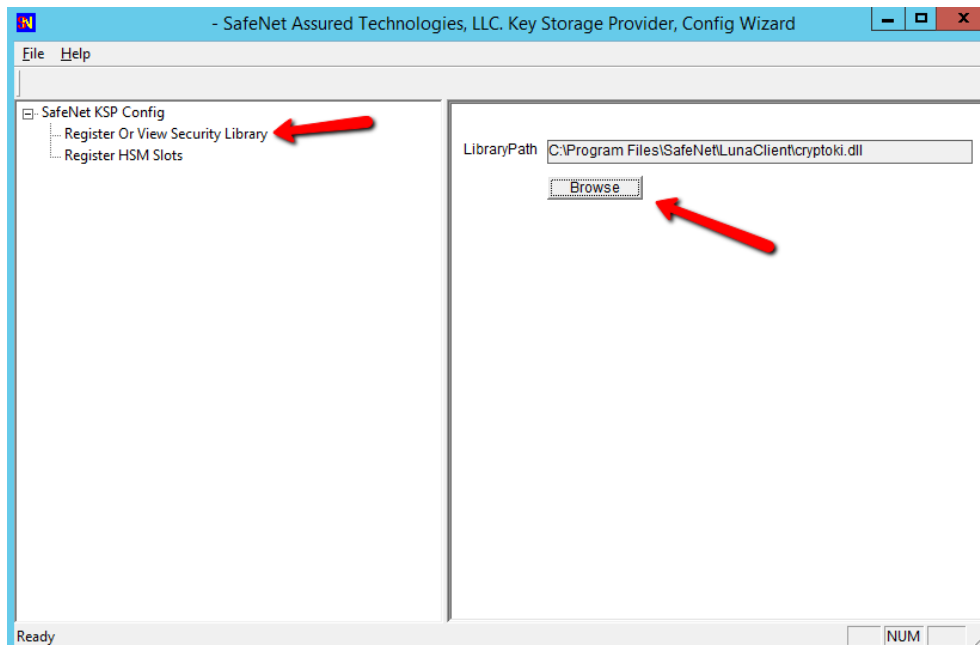 - SafeNet Assured Technologies, LLC. Key Storage Provider, Config Wizard
File Help
SafeNet KSP Config
Register Or View Security Library
Register HSM Slots
LibraryPath C:\Program Files\SafeNet\LunaClient\cryptoki.dll
Browse
Ready NUM